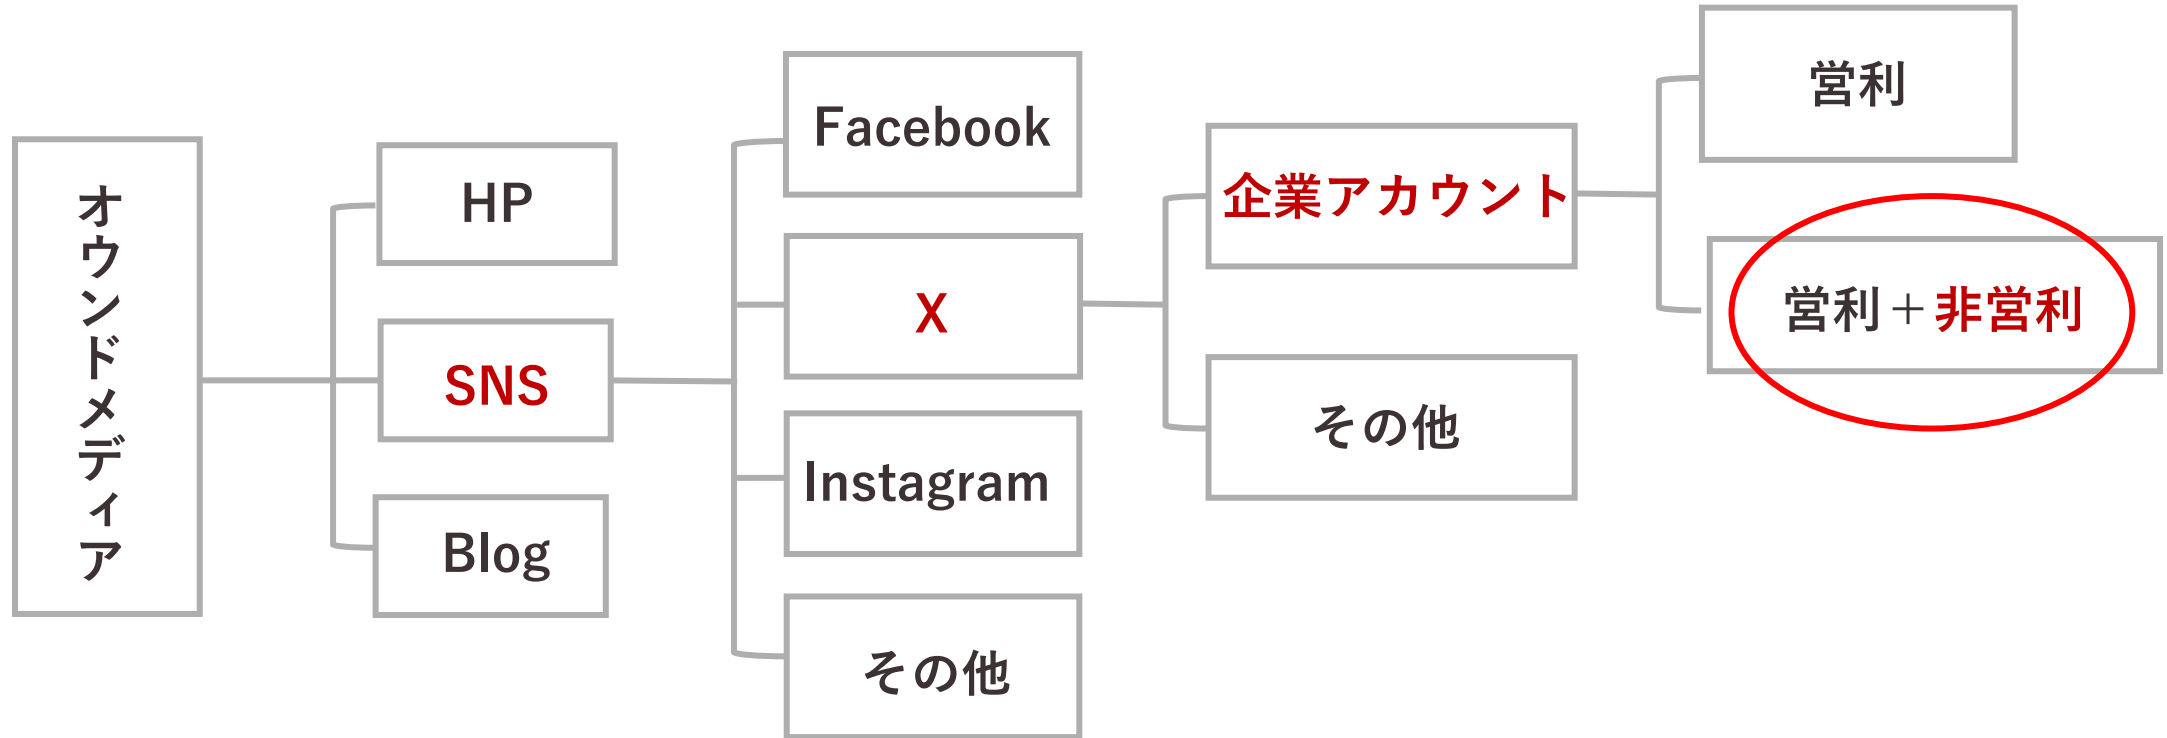 オウンドメディア
HP
SNS
Blog
Facebook
X
Instagram
その他
企業アカウント
その他
営利
営利＋非営利